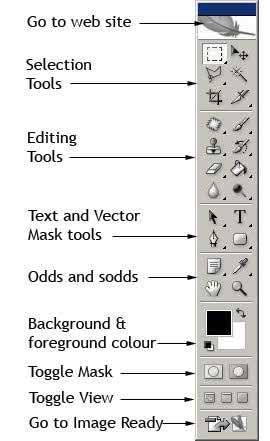 Go to web site
Selection
Tools
Editing
Tools
Text and Vector
Mask tools
T
Odds and sodds
Background &
foreground colour
Toggle Mask
Toggle View
Go to Image Ready